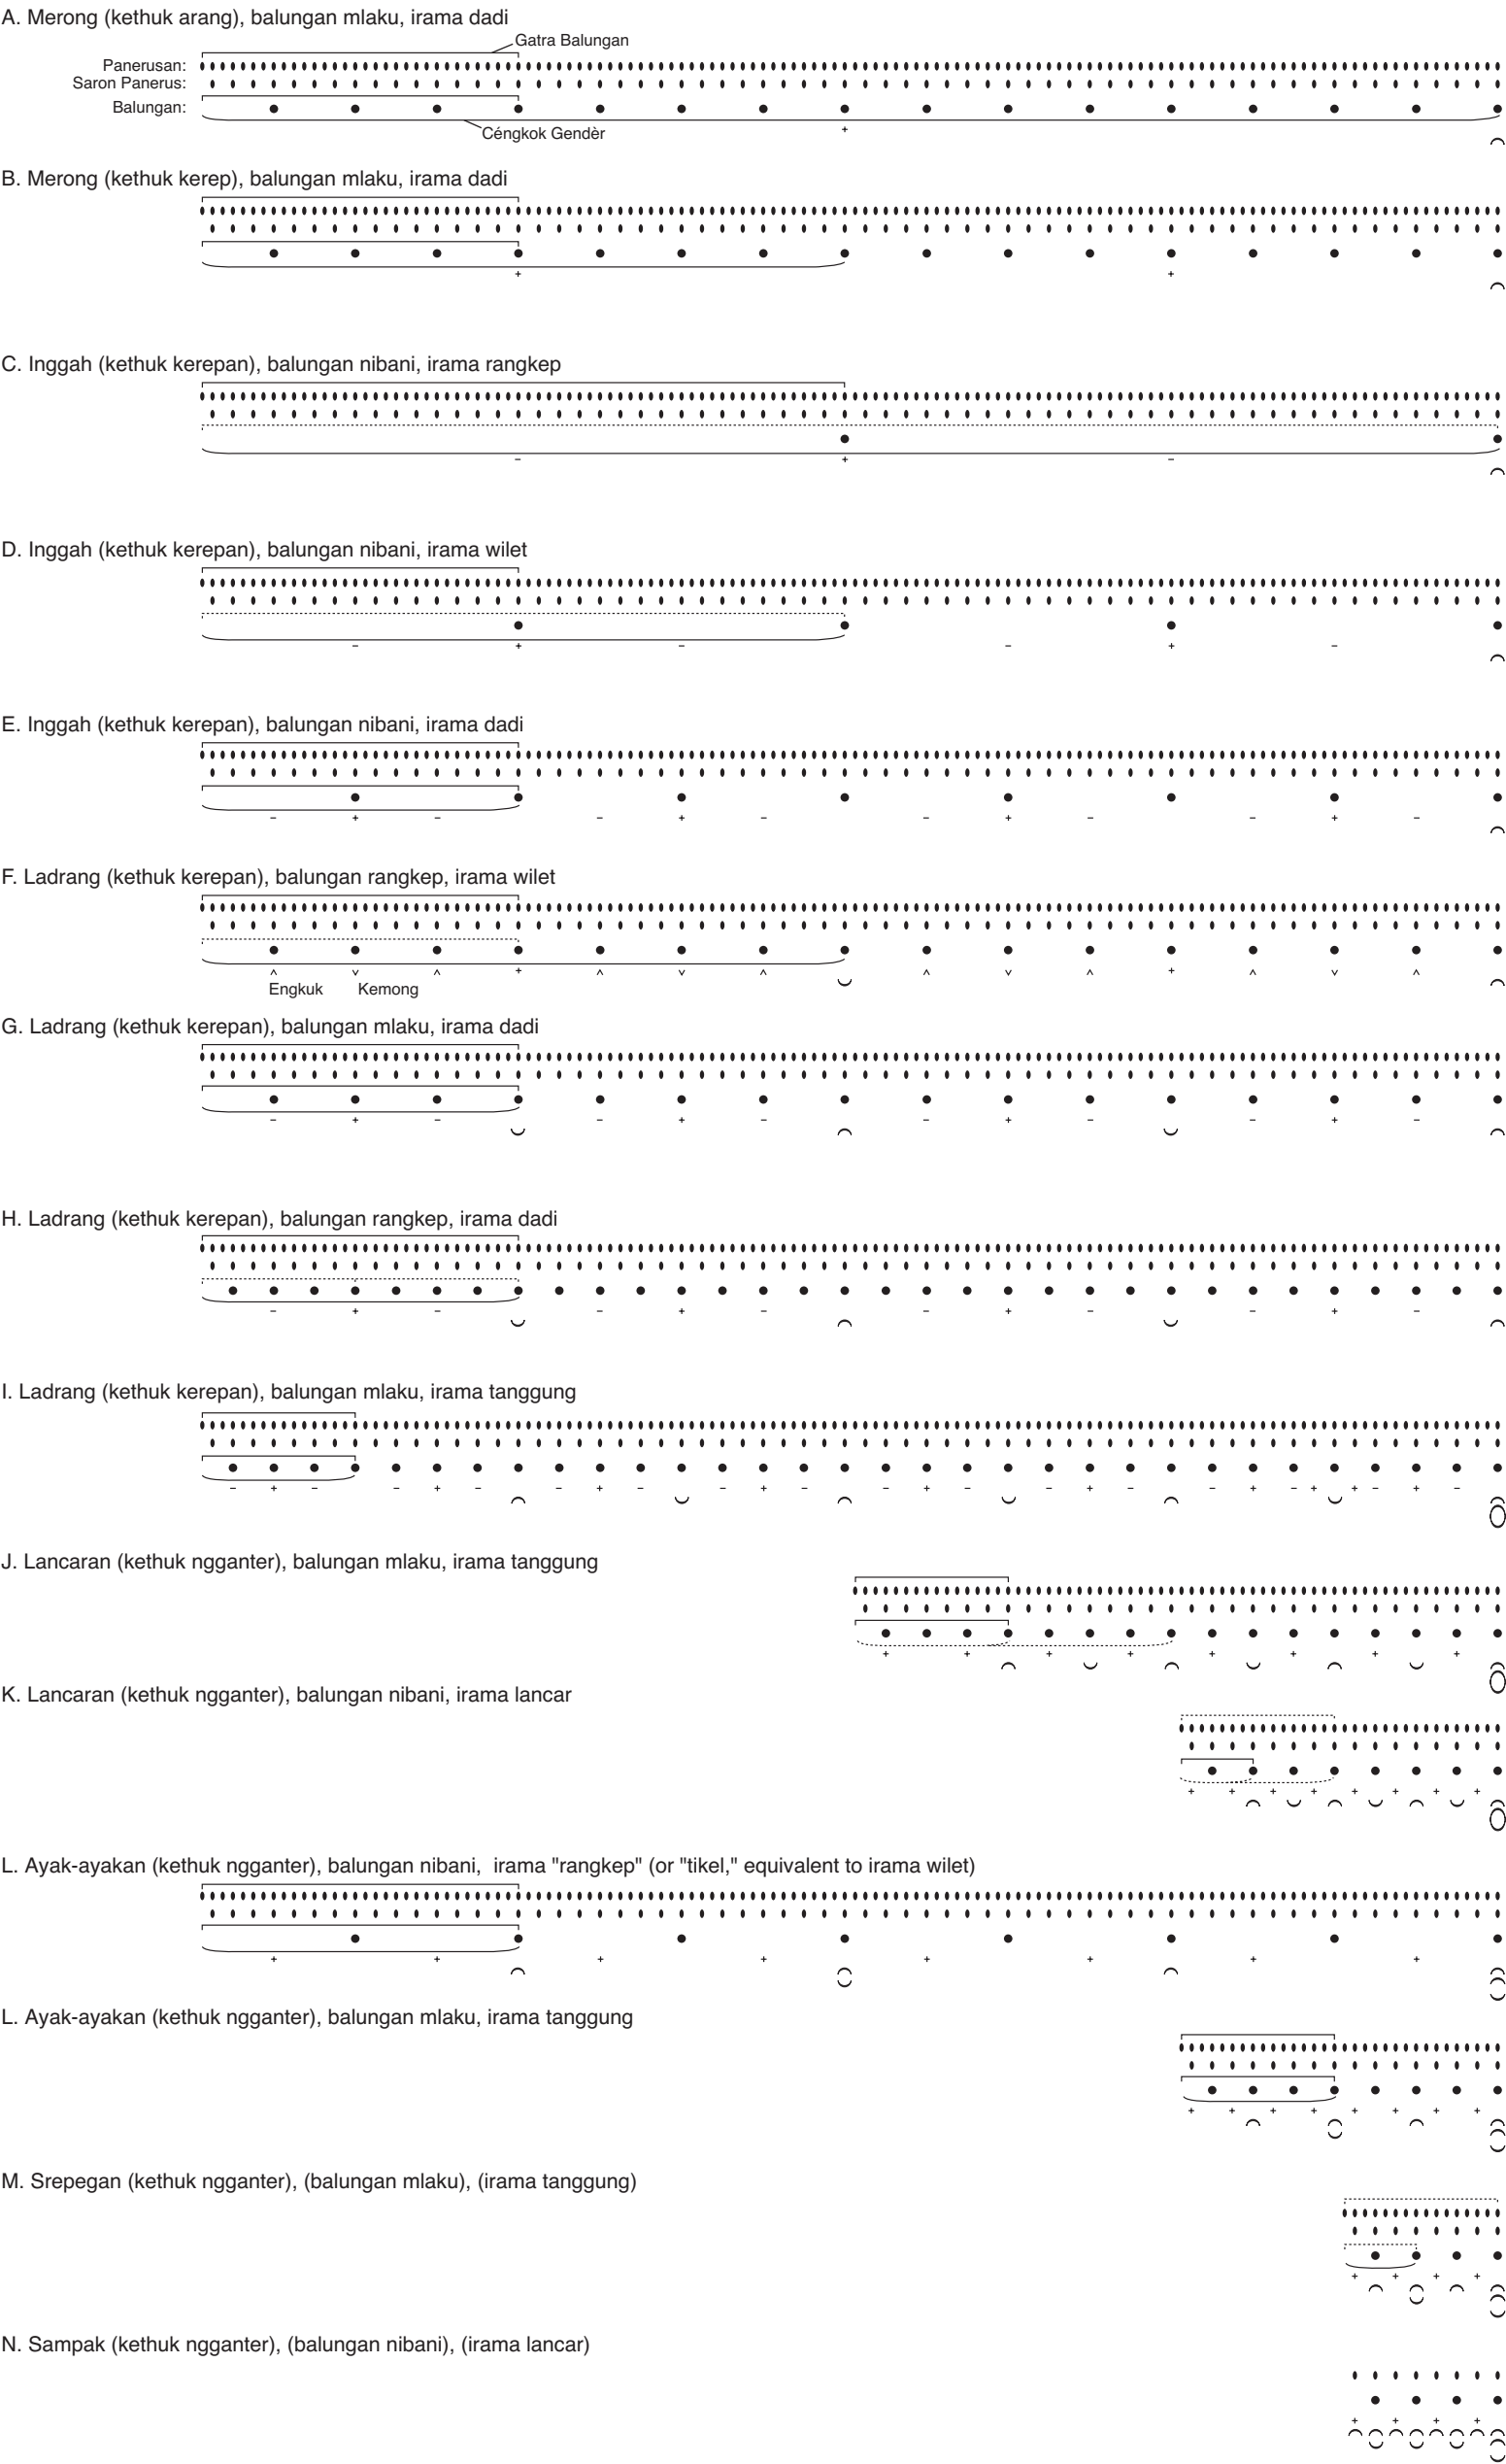 A. Merong (kethuk arang), balungan mlaku, irama dadi
Gatra Balungan
Panerusan:
Saron Panerus:
Balungan:
Céngkok Gendèr
B. Merong (kethuk kerep), balungan mlaku, irama dadi
C. Inggah (kethuk kerepan), balungan nibani, irama rangkep
D. Inggah (kethuk kerepan), balungan nibani, irama wilet
E. Inggah (kethuk kerepan), balungan nibani, irama dadi
F. Ladrang (kethuk kerepan), balungan rangkep, irama wilet
Engkuk Kemong
G. Ladrang (kethuk kerepan), balungan mlaku, irama dadi
H. Ladrang (kethuk kerepan), balungan rangkep, irama dadi
I. Ladrang (kethuk kerepan), balungan mlaku, irama tanggung
J. Lancaran (kethuk ngganter), balungan mlaku, irama tanggung
K. Lancaran (kethuk ngganter), balungan nibani, irama lancar
L. Ayak-ayakan (kethuk ngganter), balungan nibani, irama "rangkep" (or "tikel," equivalent to irama wilet)
L. Ayak-ayakan (kethuk ngganter), balungan mlaku, irama tanggung
M. Srepegan (kethuk ngganter), (balungan mlaku), (irama tanggung)
N. Sampak (kethuk ngganter), (balungan nibani), (irama lancar)